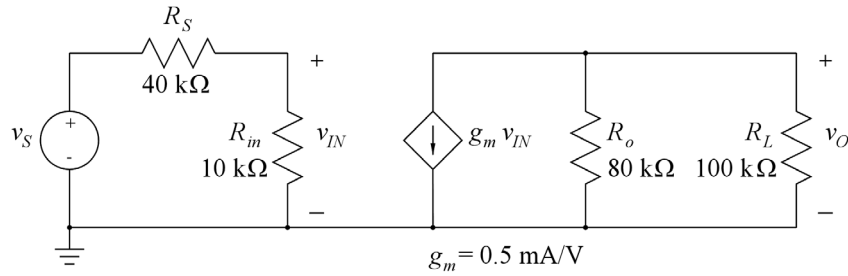 R_S
40 kΩ
v_S
+
-
R_in
10 kΩ
+
v_IN
−
g_m v_IN
R_o
80 kΩ
R_L
100 kΩ
+
v_O
−
g_m = 0.5 mA/V